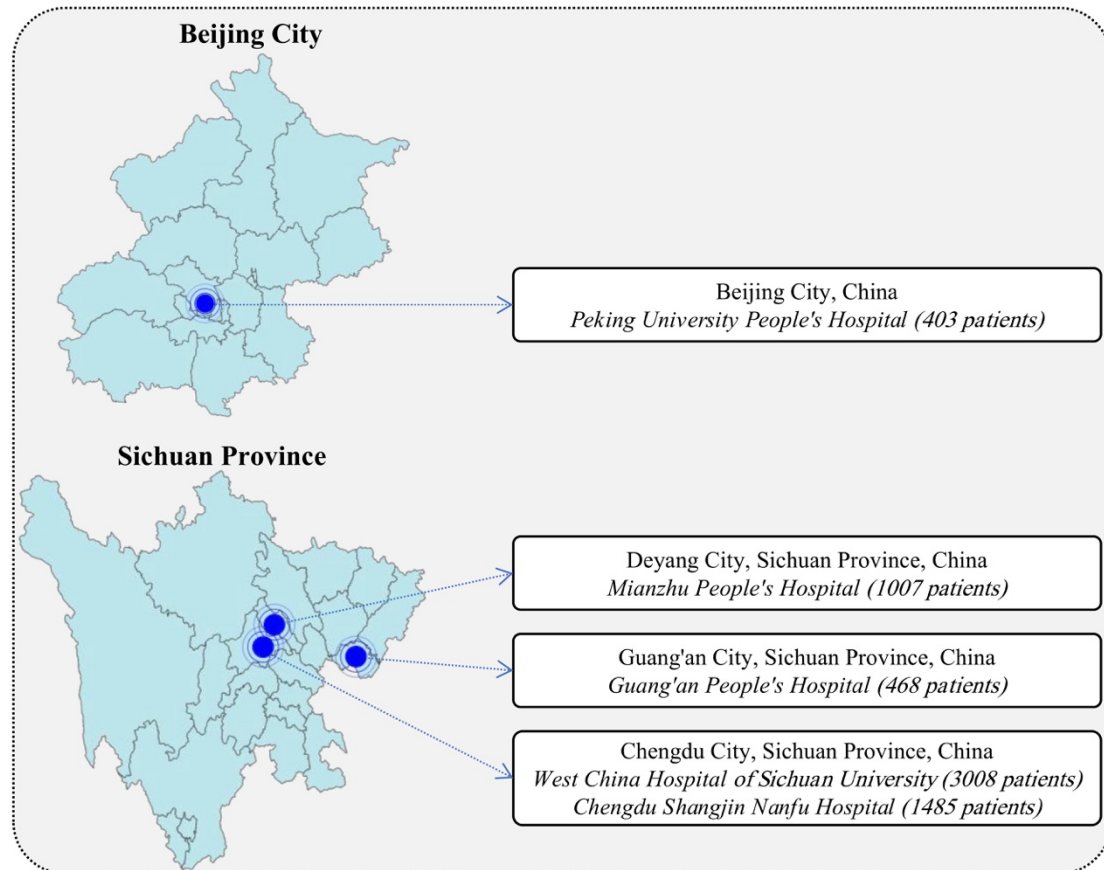 Beijing City
Beijing City, China
Peking University People's Hospital (403 patients)
Sichuan Province
Deyang City, Sichuan Province, China
Mianzhu People's Hospital (1007 patients)
Guang'an City, Sichuan Province, China
Guang'an People's Hospital (468 patients)
Chengdu City, Sichuan Province, China
West China Hospital of Sichuan University (3008 patients)
Chengdu Shangjin Nanfu Hospital (1485 patients)